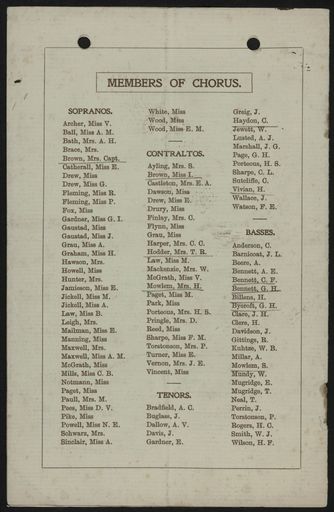 MEMBERS OF CHORUS.
SOPRANOS.
Archer, Miss V.
Ball, Miss A. M.
Bath, Mrs. A. H.
Brace, Mrs.
Brown, Mrs. Capt.
Catherall, Miss E.
Drew, Miss
Drew, Miss G.
Fleming, Miss R.
Fleming, Miss P.
Fox, Miss
Gardner, Miss G. I.
Gaustad, Miss
Gaustad, Miss J.
Grau, Miss A.
Graham, Miss H.
Hawson, Mrs.
Howell, Miss
Hunter, Mrs.
Jamieson, Miss E.
Jickell, Miss M.
Jickell, Miss A.
Law, Miss B.
Leigh, Mrs.
Mailman, Miss E.
Manning, Miss
Maxwell, Mrs.
Maxwell, Miss A. M.
McGrath, Miss
Mills, Miss C. B.
Notmann, Miss
Paget, Miss
Paull, Mrs. M.
Pees, Miss D. V.
Pike, Miss
Powell, Miss N. E.
Schwarz, Mrs.
Sinclair, Miss A.
White, Miss
Wood, Miss
Wood, Miss E. M.
CONTRALTOS.
Ayling, Mrs. S.
Brown, Miss I.
Castleton, Mrs. E. A.
Dawson, Miss
Drew, Miss E.
Drury, Miss
Finlay, Mrs. C.
Flynn, Miss
Grau, Miss
Harper, Mrs. C. C.
Hodder, Mrs. T. R.
Law, Miss M.
Mackenzie, Mrs. W.
McGrath, Miss V.
Mowlem, Mrs. H.
Paget, Miss M.
Park, Miss
Porteous, Mrs. H. S.
Pringle, Mrs. D.
Reed, Miss
Sharpe, Miss F. M.
Torstonson, Mrs. P.
Turner, Miss E.
Vernon, Mrs. J. E.
Vincent, Miss
TENORS.
Bradfield, A. C.
Buglass, J.
Dallow, A. V.
Davis, J.
Gardner, E.
Greig, J.
Haydon, C.
Jewett, W.
Lusted, A. J.
Marshall, J. G.
Page, G. H.
Porteous, H. S.
Sharpe, C. L.
Sutcliffe, C.
Vivian, H.
Wallace, J.
Watson, F. E.
BASSES.
Anderson, C.
Barnicoat, J. L.
Beere, A.
Bennett, A. E.
Bennett, C. F.
Bennett, G. H.
Billens, H.
Byecroft, G. H.
Clare, J. H.
Clere, H.
Davidson, J.
Gittings, R.
Kuhtze, W. B.
Millar, A.
Mowlem, S.
Mundy, W.
Mugridge, E.
Mugridge, T.
Neal, T.
Perrin, J.
Torstonson, P.
Rogers, H. C.
Smith, W. J.
Wilson, H. F.